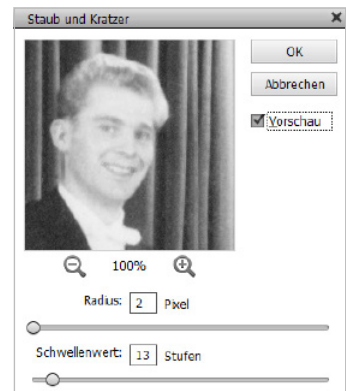 Staub und Kratzer
OK
Abbrechen
Vorschau
100%
Radius: 2 Pixel
Schwellenwert: 13 Stufen